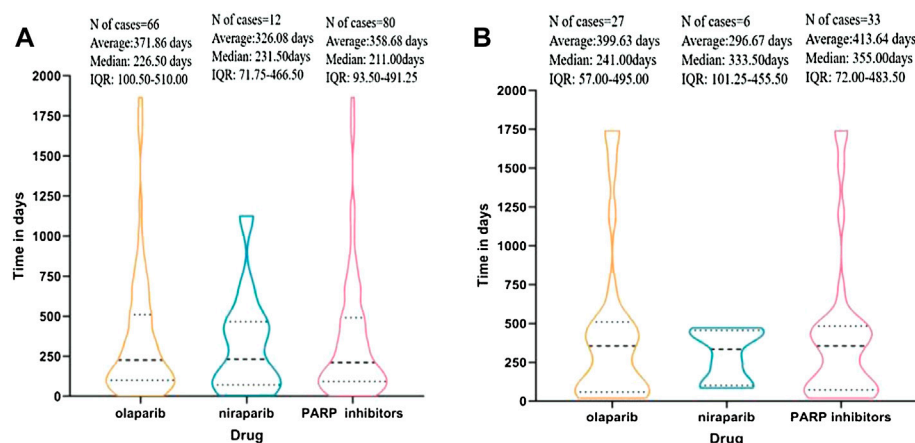 A
N of cases=66
Average:371.86 days
Median: 226.50 days
IQR: 100.50-510.00
N of cases=12
Average:326.08 days
Median: 231.50 days
IQR: 71.75-466.50
N of cases=80
Average:358.68 days
Median: 211.00 days
IQR: 93.50-491.25
Time in days
2000
1750
1500
1250
1000
750
500
250
0
olaparib
niraparib
PARP inhibitors
Drug
B
N of cases=27
Average:399.63 days
Median: 241.00 days
IQR: 57.00-495.00
N of cases=6
Average:296.67 days
Median: 333.50days
IQR: 101.25-455.50
N of cases=33
Average:413.64 days
Median: 355.00days
IQR: 72.00-483.50
Time in days
2000
1750
1500
1250
1000
750
500
250
0
olaparib
niraparib
PARP inhibitors
Drug